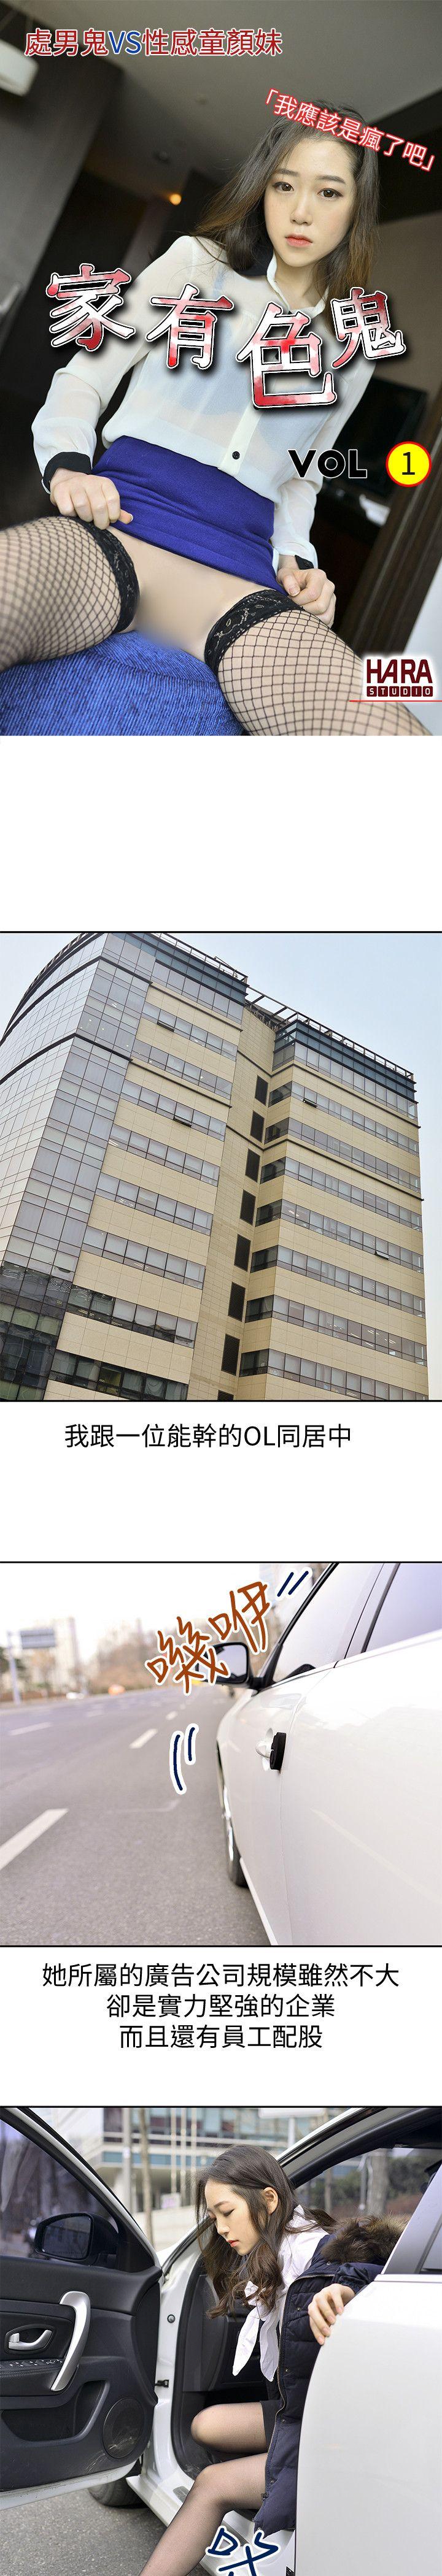 處男鬼VS性感童顏妹
「我應該是瘋了吧」
家有色鬼
VOL 1
HARA
STUDIO
我跟一位能幹的OL同居中
嘰咿
她所屬的廣告公司規模雖然不大
卻是實力堅強的企業
而且還有員工配股